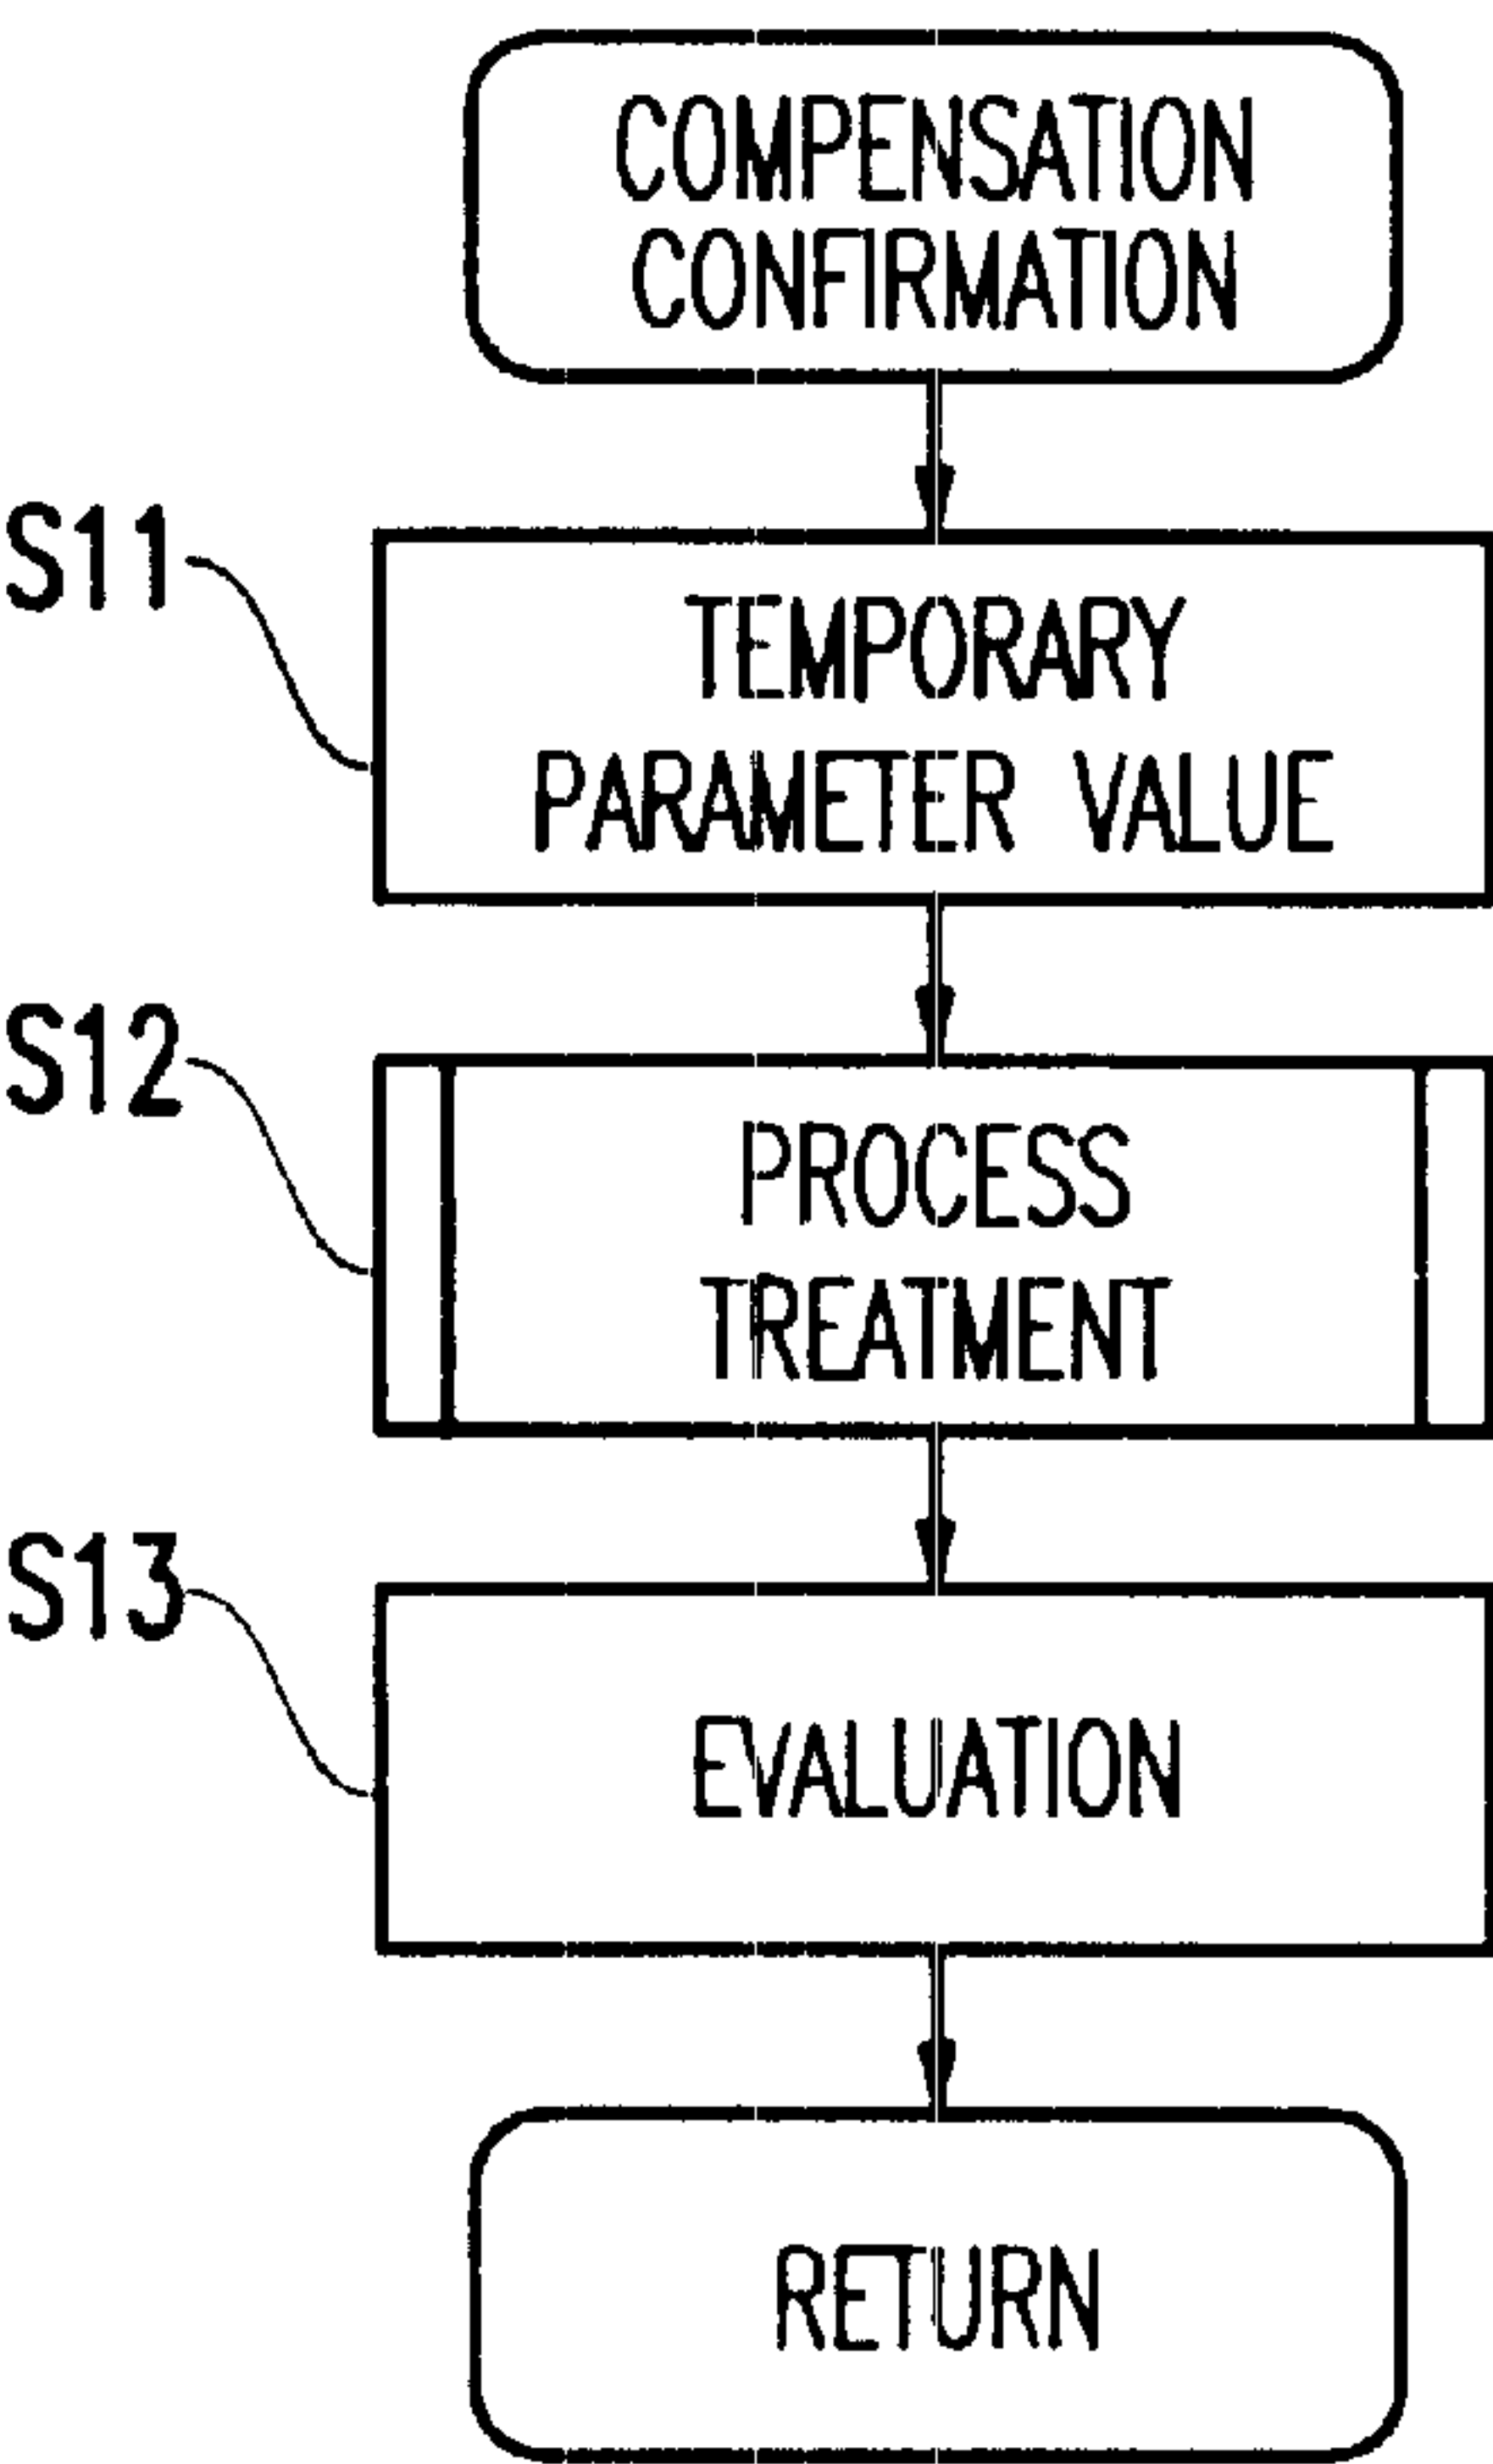 COMPENSATION
CONFIRMATION
S11
TEMPORARY
PARAMETER VALUE
S12
PROCESS
TREATMENT
S13
EVALUATION
RETURN